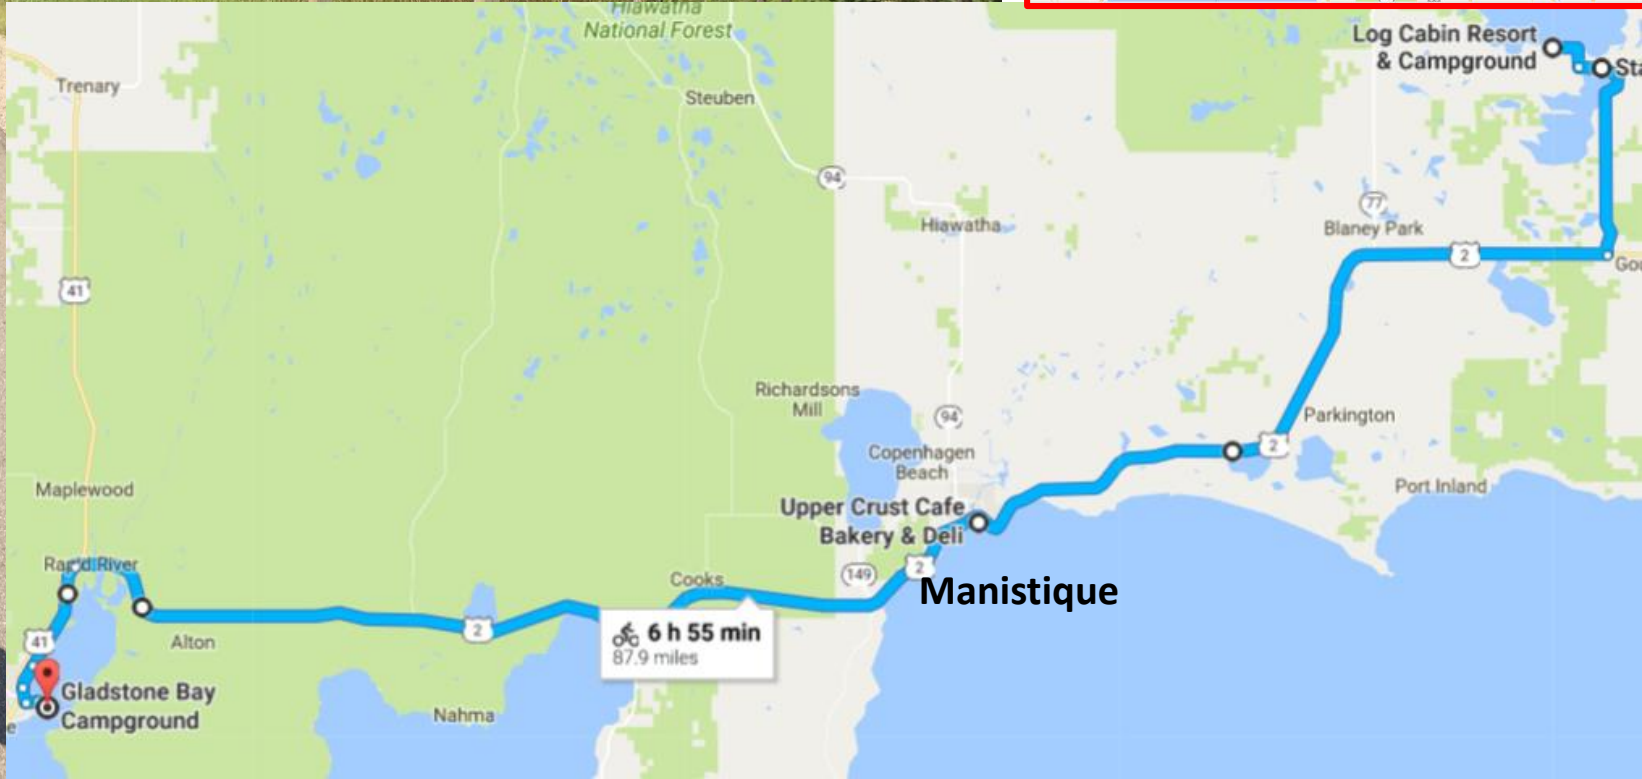 Hiawatha
National Forest
Log Cabin Resort
& Campground
Sta
Trenary
Steuben
94
77
Hiawatha
Blaney Park
2
Gou
41
Richardsons
Mill
94
Parkington
2
Copenhagen
Beach
Port Inland
Maplewood
Upper Crust Cafe
Bakery & Deli
Rapid River
Cooks
149
2
Manistique
41
Alton
2
6 h 55 min
87.9 miles
Gladstone Bay
Campground
Nahma
e